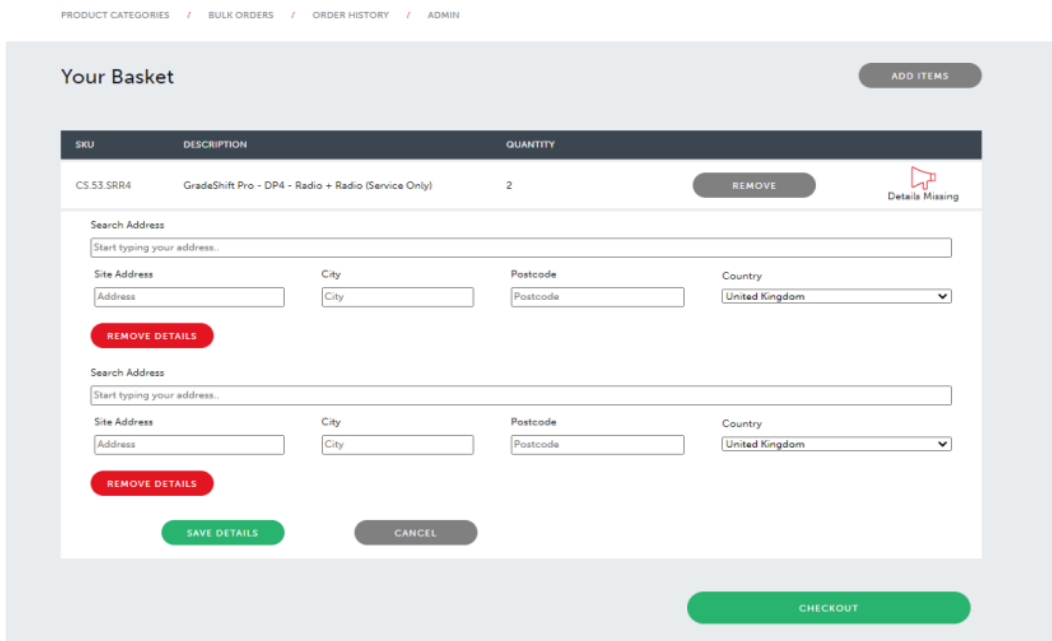 PRODUCT CATEGORIES / BULK ORDERS / ORDER HISTORY / ADMIN
Your Basket
ADD ITEMS
SKU DESCRIPTION QUANTITY
CS.53.SRR4 GradeShift Pro - DP4 - Radio + Radio (Service Only) 2 REMOVE
Details Missing
Search Address
Start typing your address..
Site Address City Postcode Country
Address City Postcode United Kingdom
REMOVE DETAILS
Search Address
Start typing your address..
Site Address City Postcode Country
Address City Postcode United Kingdom
REMOVE DETAILS
SAVE DETAILS CANCEL
CHECKOUT